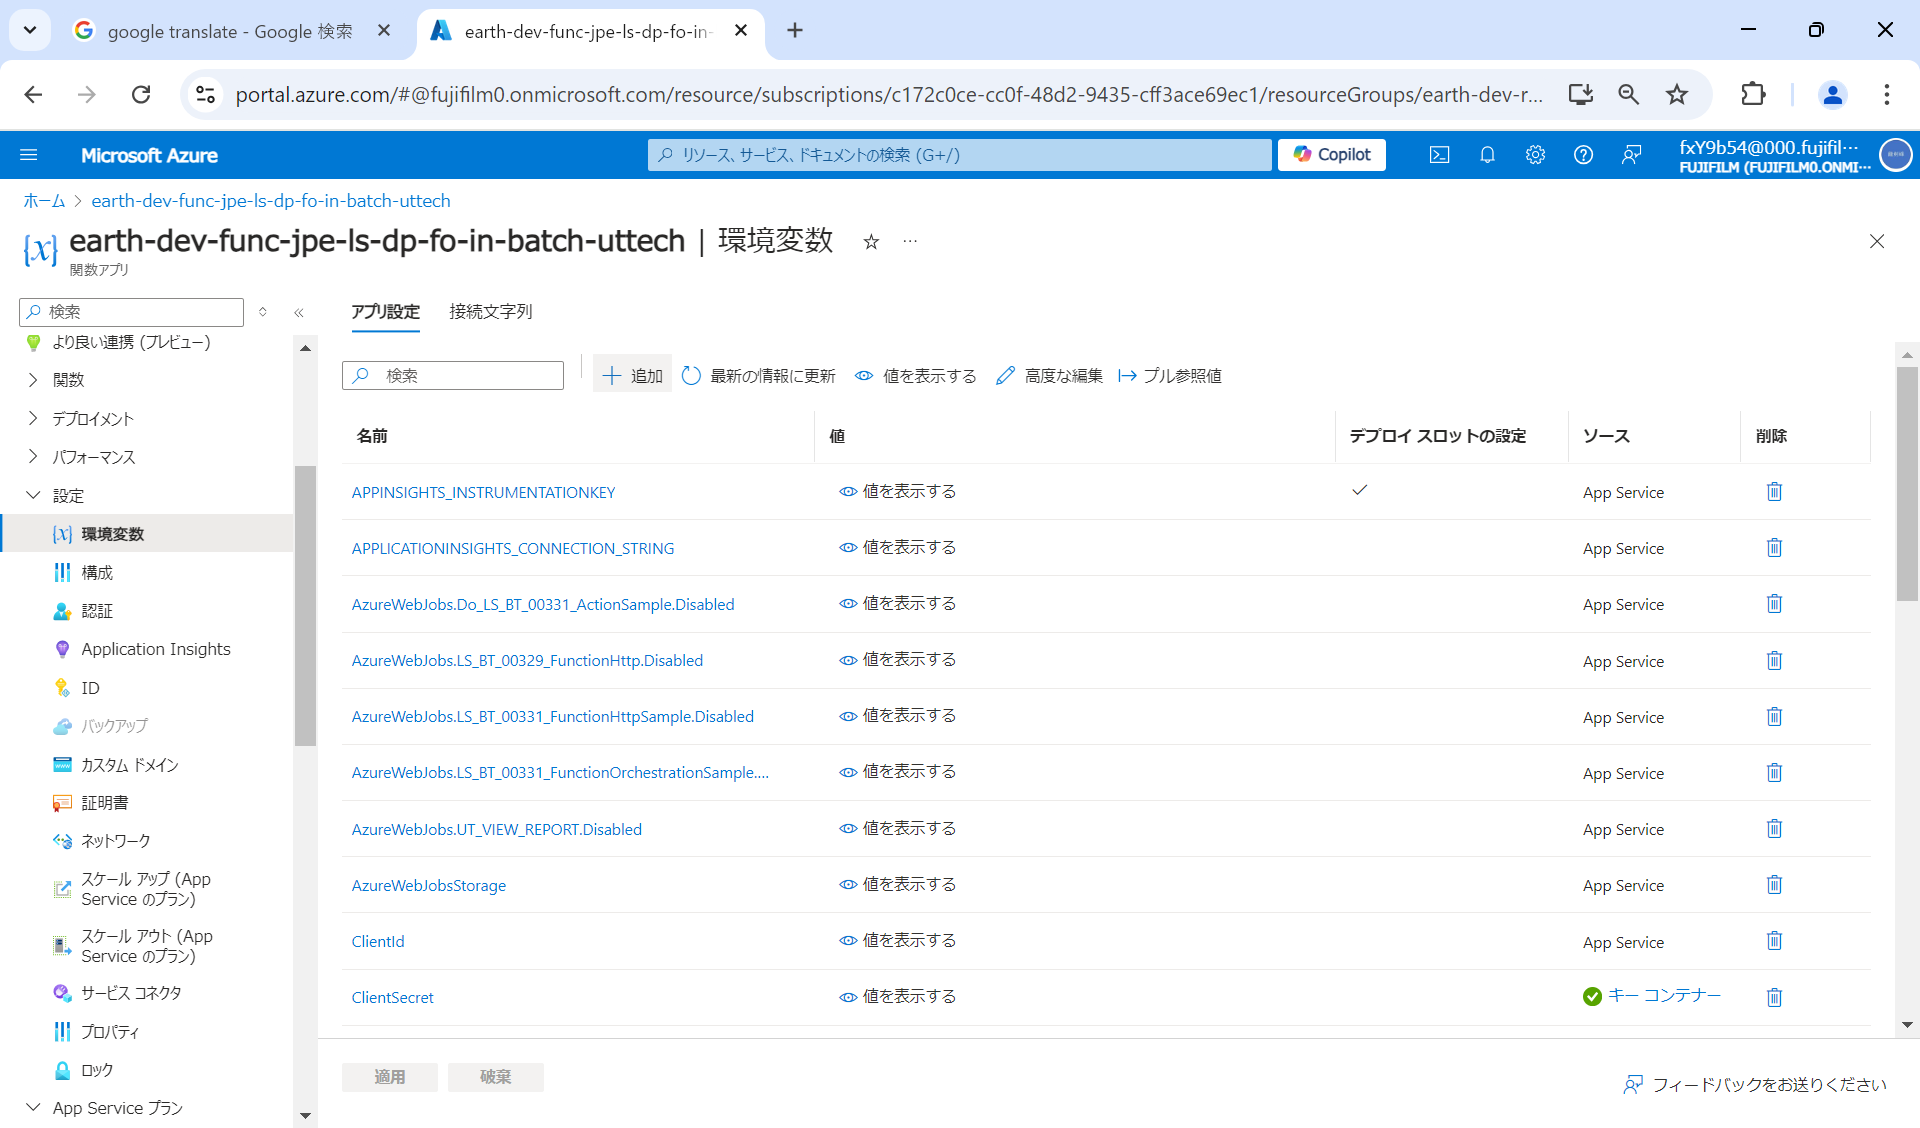 google translate - Google 検索
earth-dev-func-jpe-ls-dp-fo-in-
portal.azure.com/#@fujifilm0.onmicrosoft.com/resource/subscriptions/c172c0ce-cc0f-48d2-9435-cff3ace69ec1/resourceGroups/earth-dev-r...
Microsoft Azure
リソース、サービス、ドキュメントの検索 (G+/)
Copilot
fxY9b54@000.fujifil...
FUJIFILM (FUJIFILM0.ONMI...
ホーム > earth-dev-func-jpe-ls-dp-fo-in-batch-uttech
earth-dev-func-jpe-ls-dp-fo-in-batch-uttech | 環境変数
関数アプリ
検索
より良い連携 (プレビュー)
関数
デプロイメント
パフォーマンス
設定
環境変数
構成
認証
Application Insights
ID
バックアップ
カスタム ドメイン
証明書
ネットワーク
スケール アップ (App
Service のプラン)
スケール アウト (App
Service のプラン)
サービス コネクタ
プロパティ
ロック
App Service プラン
アプリ設定 接続文字列
検索 追加 最新の情報に更新 値を表示する 高度な編集 プル参照値
名前 値 デプロイ スロットの設定 ソース 削除
APPINSIGHTS_INSTRUMENTATIONKEY 値を表示する App Service
APPLICATIONINSIGHTS_CONNECTION_STRING 値を表示する App Service
AzureWebJobs.Do_LS_BT_00331_ActionSample.Disabled 値を表示する App Service
AzureWebJobs.LS_BT_00329_FunctionHttp.Disabled 値を表示する App Service
AzureWebJobs.LS_BT_00331_FunctionHttpSample.Disabled 値を表示する App Service
AzureWebJobs.LS_BT_00331_FunctionOrchestrationSample.... 値を表示する App Service
AzureWebJobs.UT_VIEW_REPORT.Disabled 値を表示する App Service
AzureWebJobsStorage 値を表示する App Service
ClientId 値を表示する App Service
ClientSecret 値を表示する キー コンテナー
適用 破棄
フィードバックをお送りください